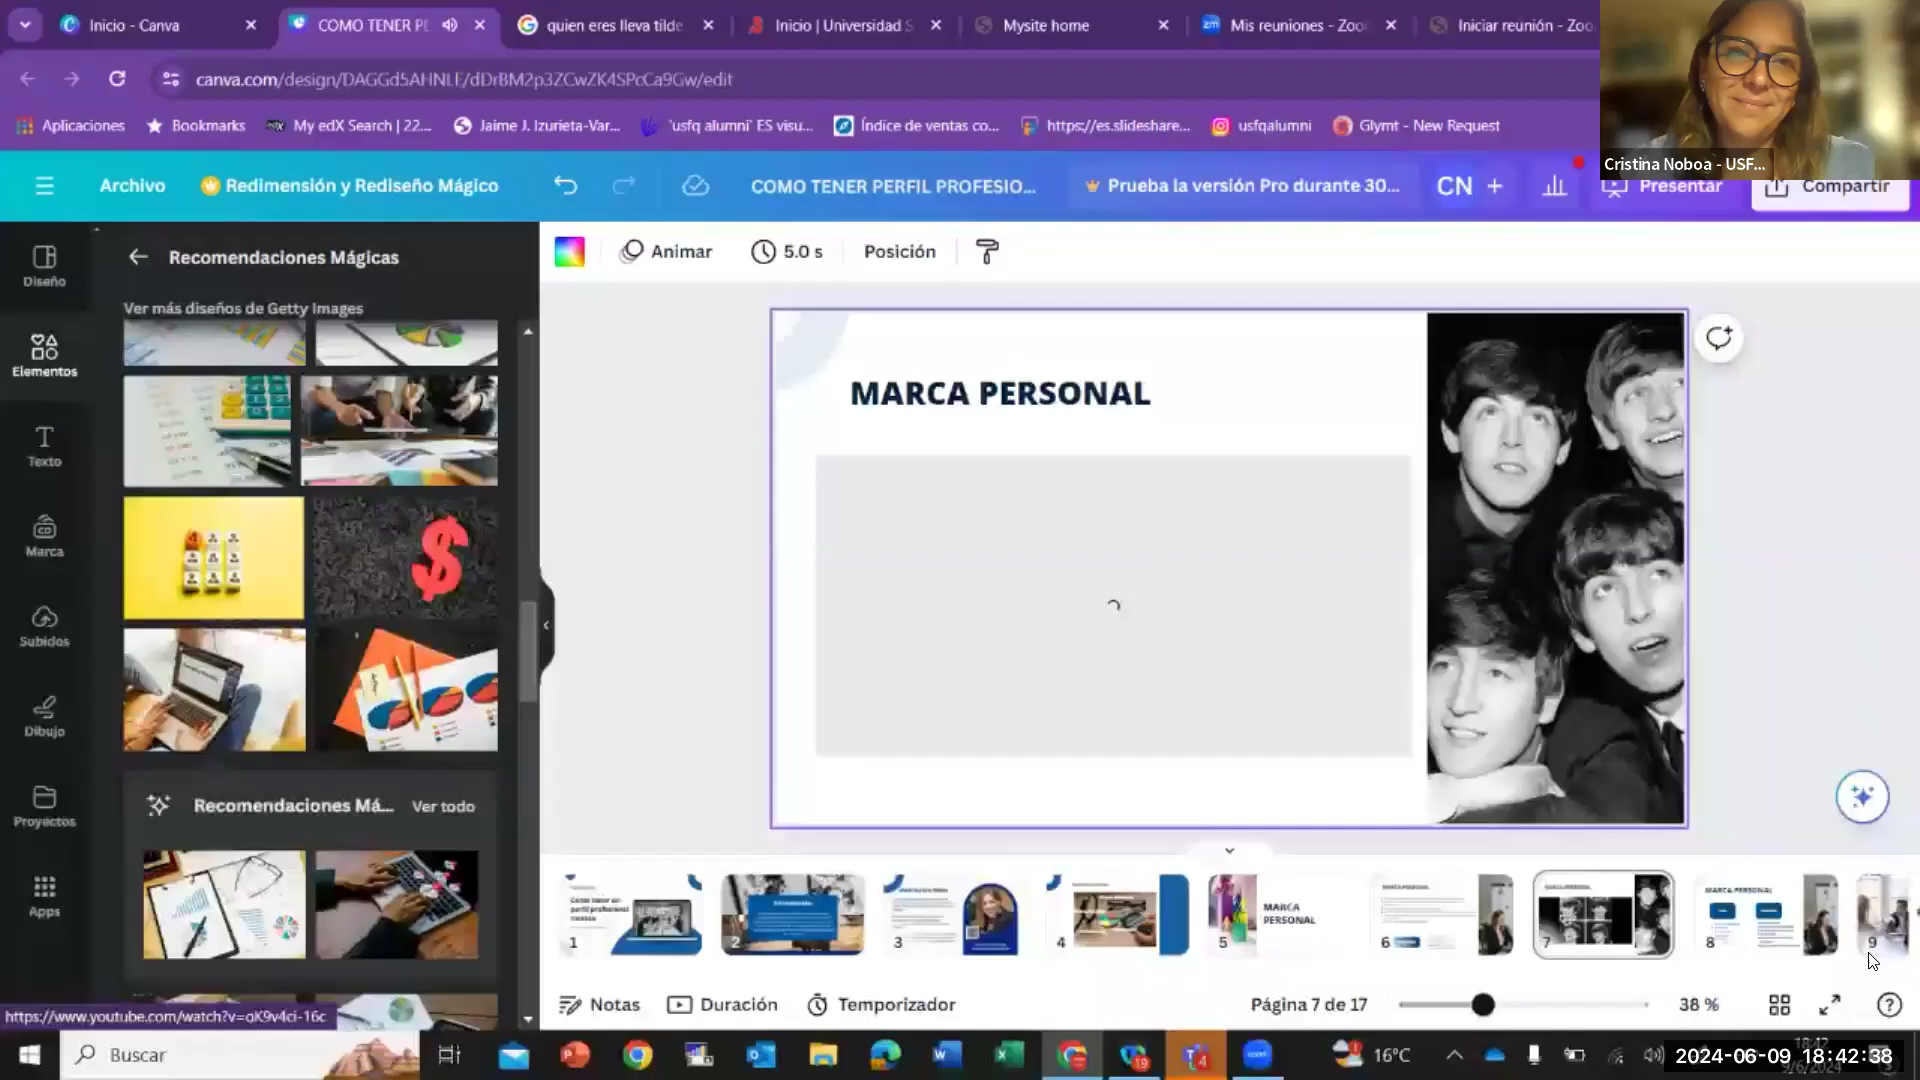 Inicio - Canva
COMO TENER PE
quien eres lleva tilde
Inicio | Universidad S
Mysite home
Mis reuniones - Zoo
Iniciar reunión - Zoo
canva.com/design/DAGGd5AHNLE/dDrBM2p3ZCwZK4SPcCa9Gw/edit
Aplicaciones
Bookmarks
My edX Search | 22...
Jaime J. Izurieta-Var...
'usfq alumni' ES visu...
Índice de ventas co...
https://es.slideshare...
usfqalumni
Glymt - New Request
Cristina Noboa - USF...
Archivo
Redimensión y Rediseño Mágico
COMO TENER PERFIL PROFESIO...
Prueba la versión Pro durante 30...
CN
Presentar
Compartir
Diseño
Elementos
Texto
Marca
Subidos
Dibujo
Proyectos
Apps
Recomendaciones Mágicas
Ver más diseños de Getty Images
Recomendaciones Má...
Ver todo
Animar
5.0 s
Posición
MARCA PERSONAL
1
2
3
4
5
MARCA
PERSONAL
6
7
8
MARCA PERSONAL
9
Notas
Duración
Temporizador
Página 7 de 17
38 %
https://www.youtube.com/watch?v=oK9v4ci-16c
Buscar
16°C
2024-06-09 18:42:38